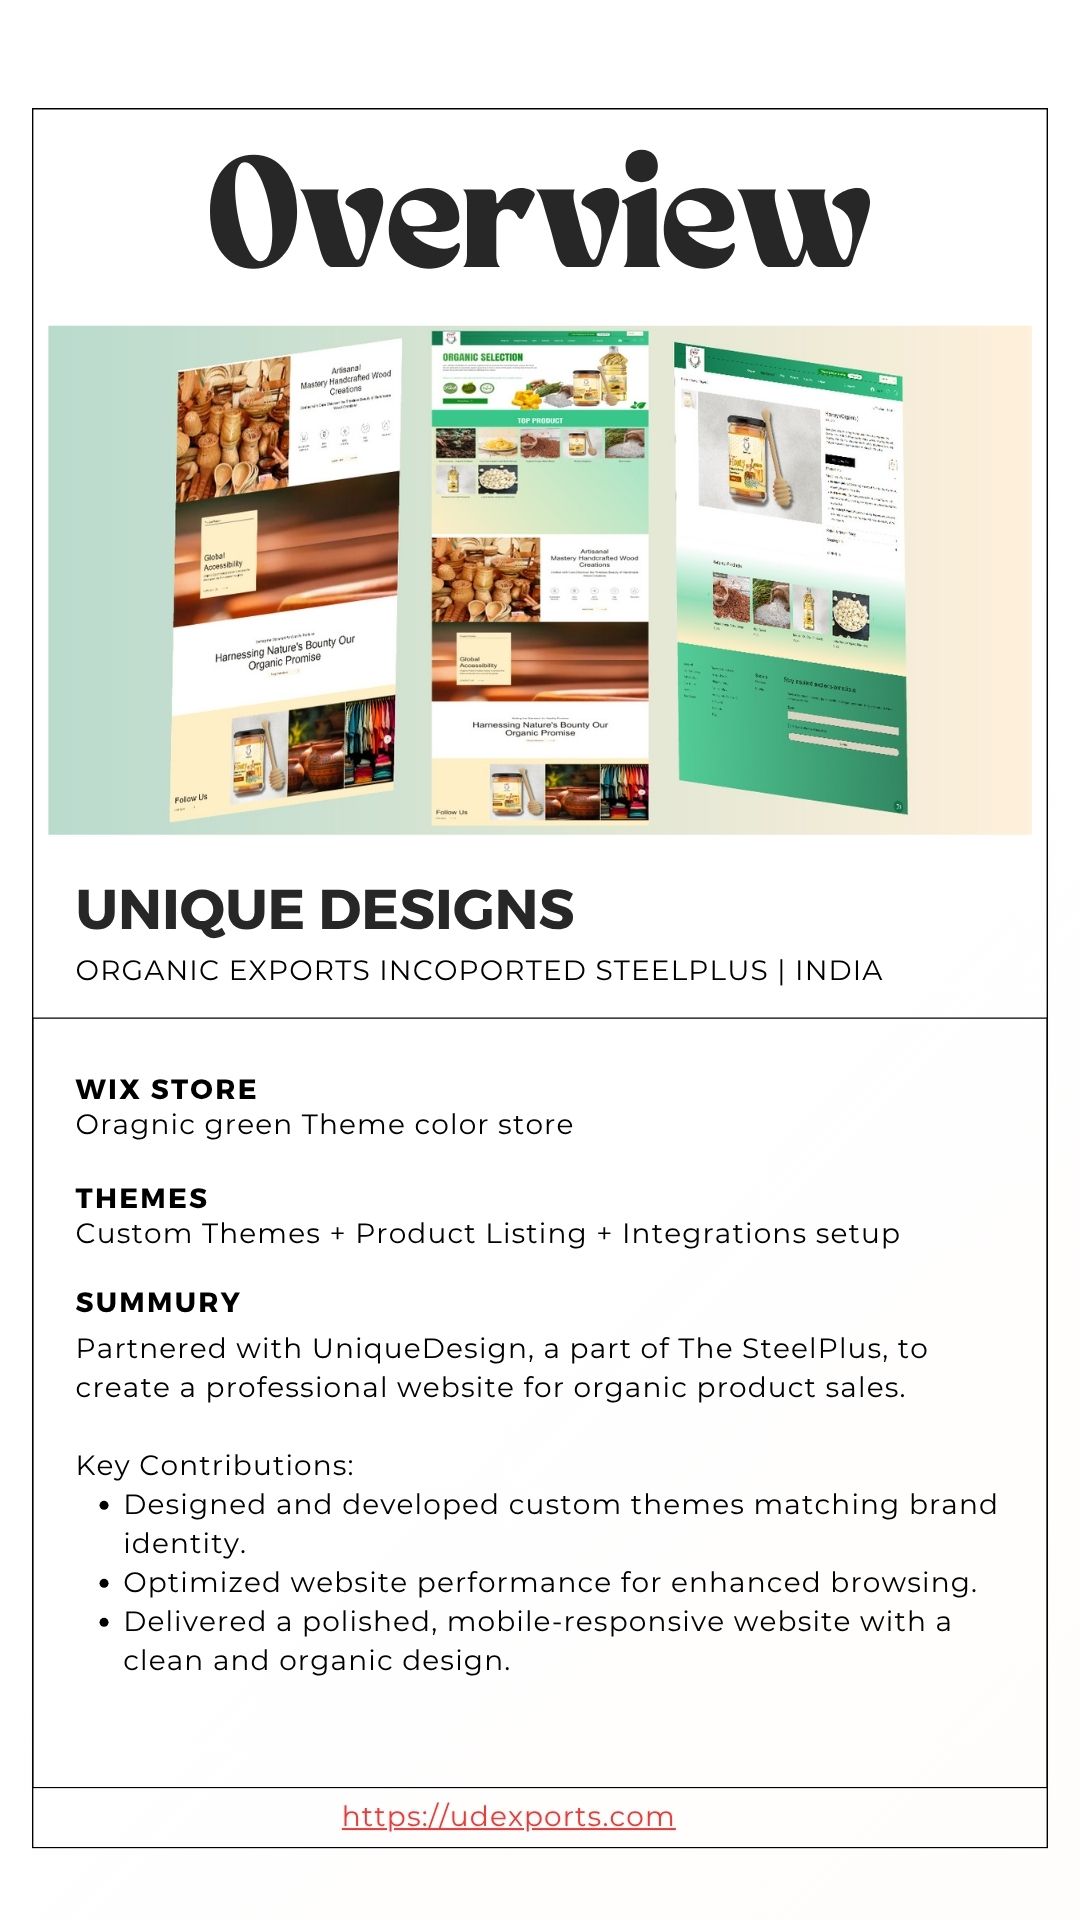 Overview
Artisanal
Mastery Handcrafted Wood
Creations
Global
Accessibility
Harnessing Nature's Bounty Our
Organic Promise
Follow Us
ORGANIC SELECTION
TOP PRODUCT
Artisanal
Mastery Handcrafted Wood
Creations
Global
Accessibility
Harnessing Nature's Bounty Our
Organic Promise
Follow Us
UNIQUE DESIGNS
ORGANIC EXPORTS INCOPORTED STEELPLUS | INDIA
WIX STORE
Oragnic green Theme color store
THEMES
Custom Themes + Product Listing + Integrations setup
SUMMURY
Partnered with UniqueDesign, a part of The SteelPlus, to
create a professional website for organic product sales.
Key Contributions:
• Designed and developed custom themes matching brand
identity.
• Optimized website performance for enhanced browsing.
• Delivered a polished, mobile-responsive website with a
clean and organic design.
https://udexports.com